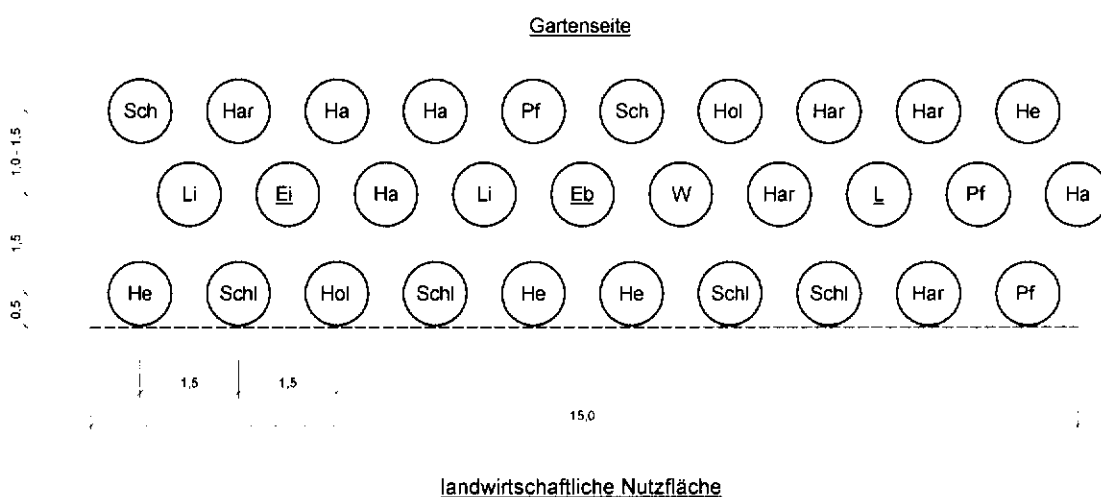 Gartenseite
Sch Har Ha Ha Pf Sch Hol Har Har He
1,0 - 1,5
Li Ei Ha Li Eb W Har L Pf Ha
1,5
He Schl Hol Schl He He Schl Schl Har Pf
0,5
1,5 1,5
15,0
landwirtschaftliche Nutzfläche